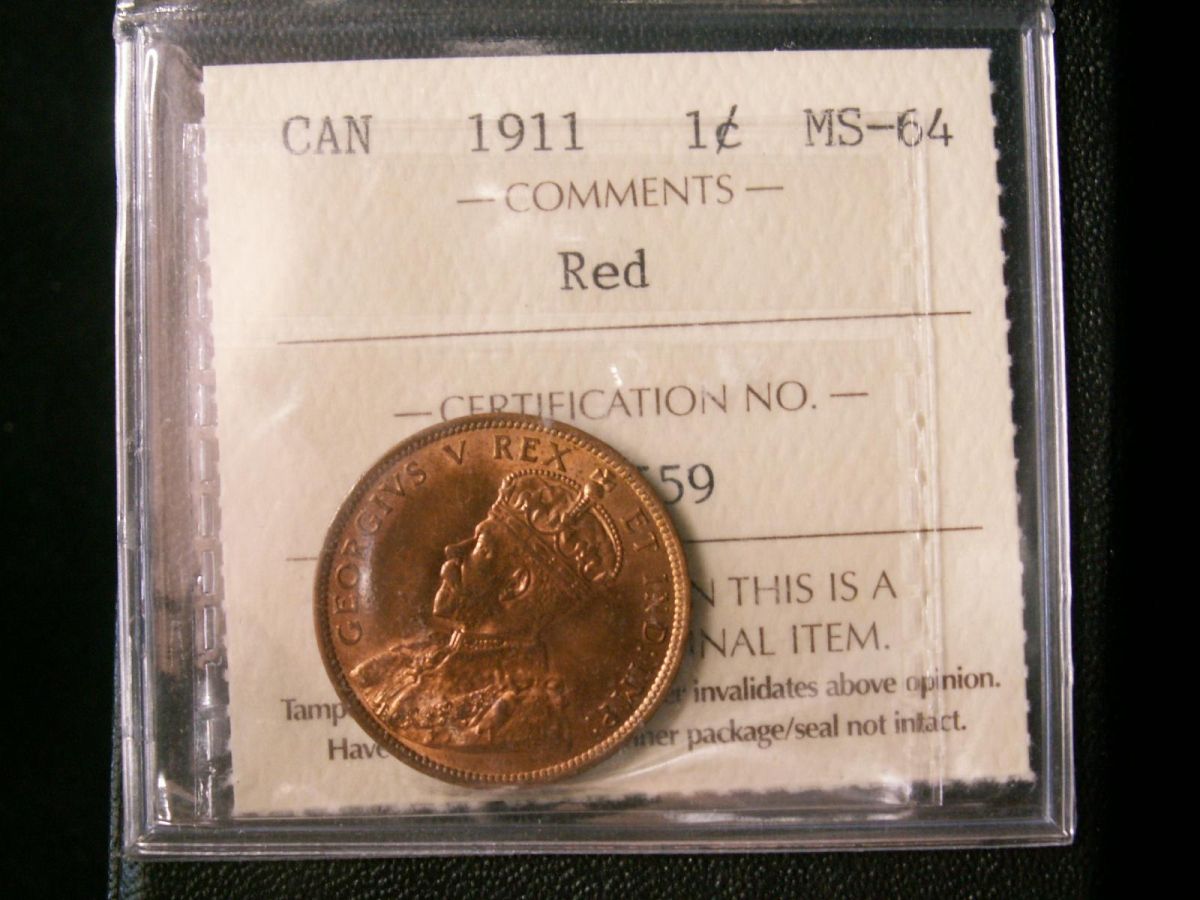 CAN 1911 1¢ MS-64
— COMMENTS —
Red
— CERTIFICATION NO. —
559
THIS IS A
ITEM.
invalidates above opinion.
Have package/seal not intact.
GEORGIVS V REX ET IND: IMP: